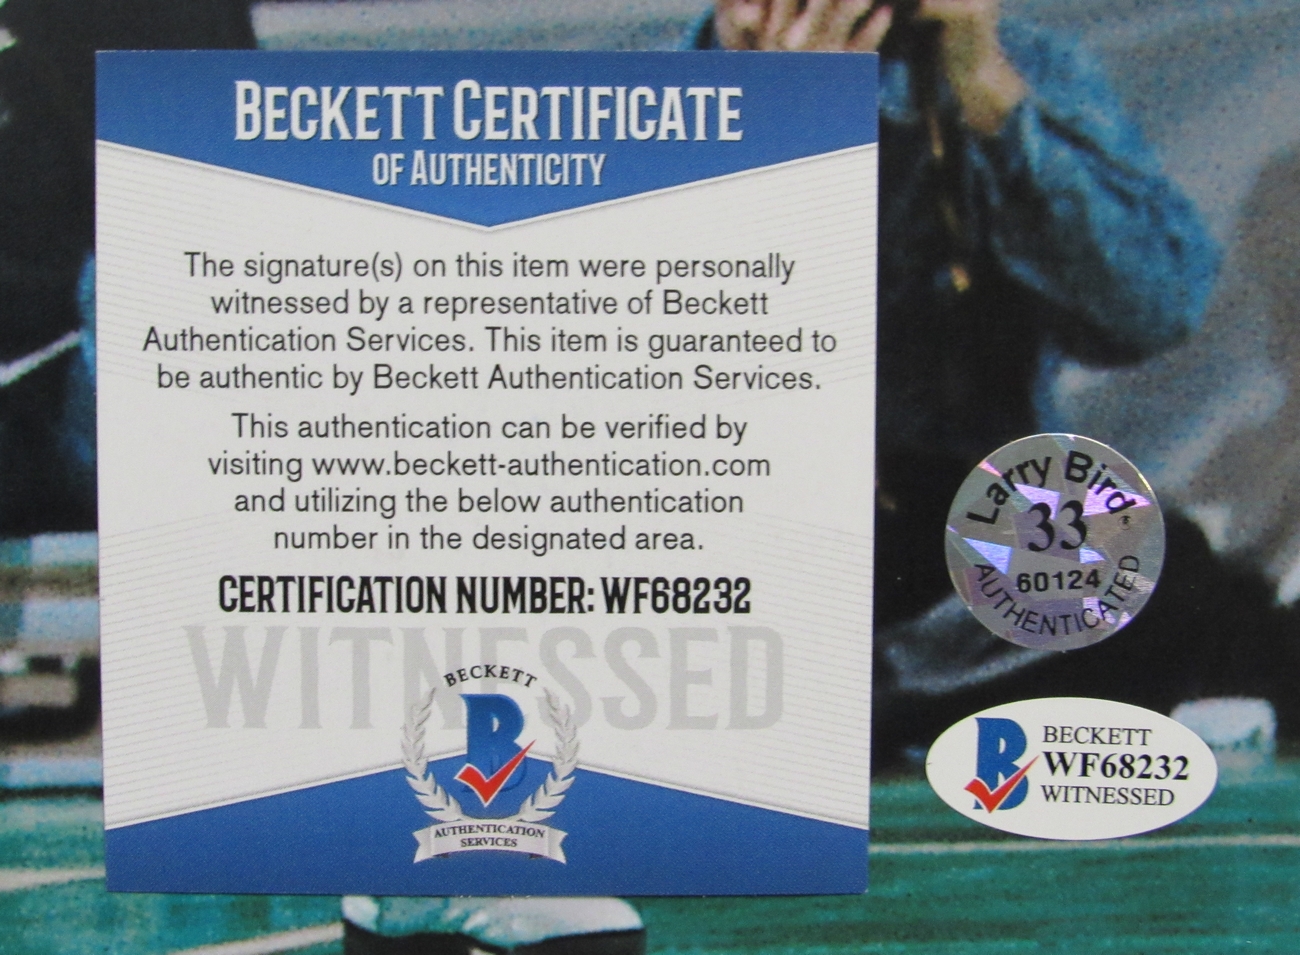 BECKETT CERTIFICATE
OF AUTHENTICITY
The signature(s) on this item were personally
witnessed by a representative of Beckett
Authentication Services. This item is guaranteed to
be authentic by Beckett Authentication Services.
This authentication can be verified by
visiting www.beckett-authentication.com
and utilizing the below authentication
number in the designated area.
CERTIFICATION NUMBER: WF68232
WITNESSED
BECKETT
B
AUTHENTICATION
SERVICES
Larry Bird®
33
60124
AUTHENTICATED
B
BECKETT
WF68232
WITNESSED